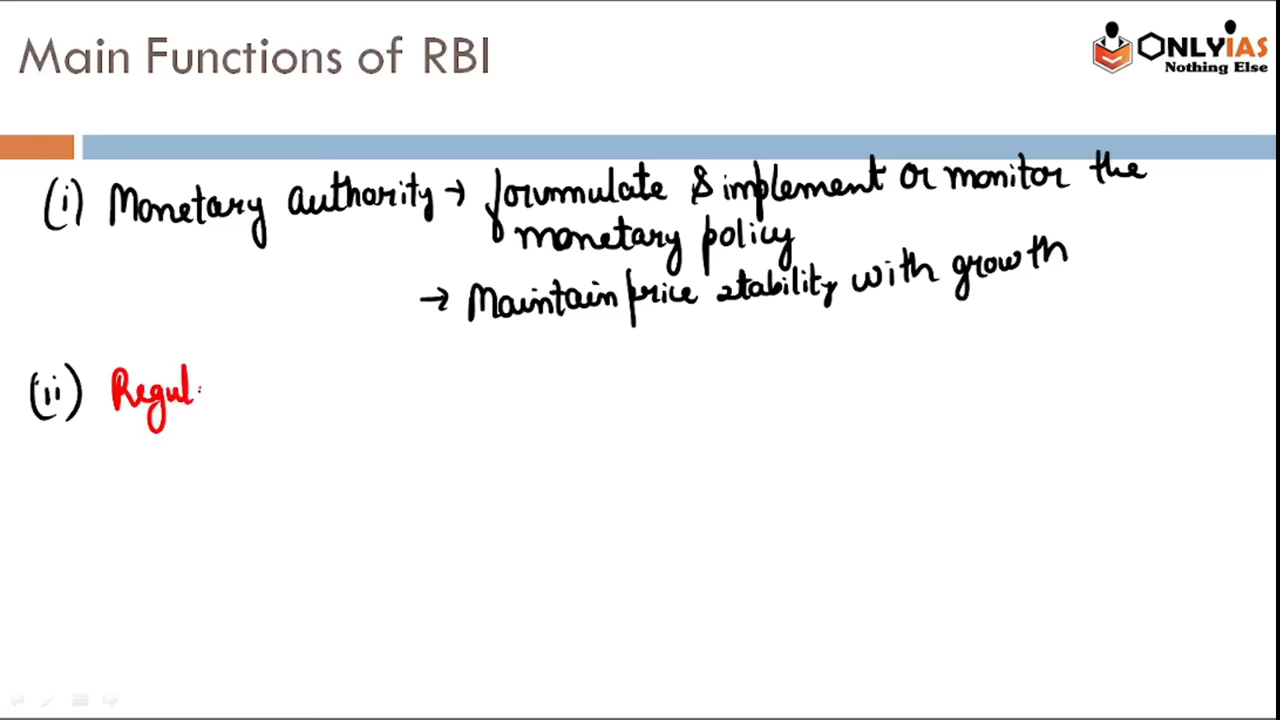 Main Functions of RBI
ONLYIAS
Nothing Else
(i) Monetary authority → forummulate & implement or monitor the
monetary policy
→ Maintain price stability with growth
(ii) Regul